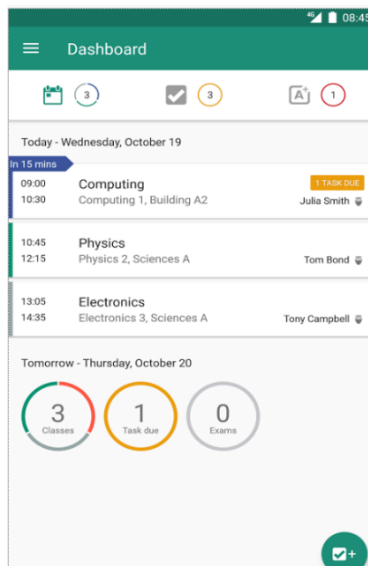 4G 08:45
Dashboard
3 3 A+ 1
Today - Wednesday, October 19
In 15 mins
09:00 Computing 1 TASK DUE
10:30 Computing 1, Building A2 Julia Smith
10:45 Physics
12:15 Physics 2, Sciences A Tom Bond
13:05 Electronics
14:35 Electronics 3, Sciences A Tony Campbell
Tomorrow - Thursday, October 20
3 1 0
Classes Task due Exams